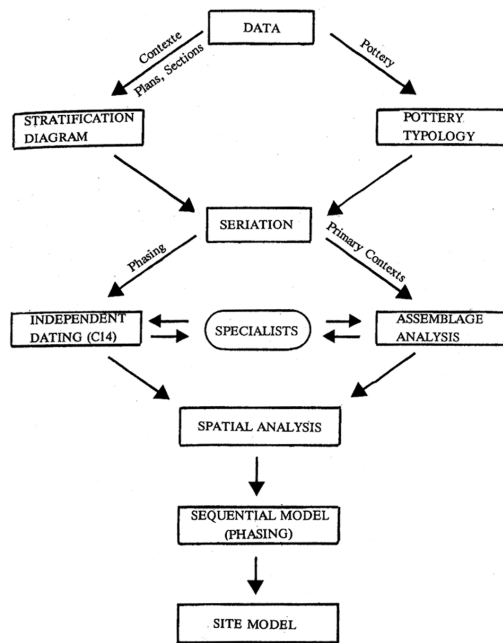 DATA
Contexte
Plans, Sections
Pottery
STRATIFICATION
DIAGRAM
POTTERY
TYPOLOGY
SERIATION
Phasing
Primary Contexts
INDEPENDENT
DATING (C14)
SPECIALISTS
ASSEMBLAGE
ANALYSIS
SPATIAL ANALYSIS
SEQUENTIAL MODEL
(PHASING)
SITE MODEL